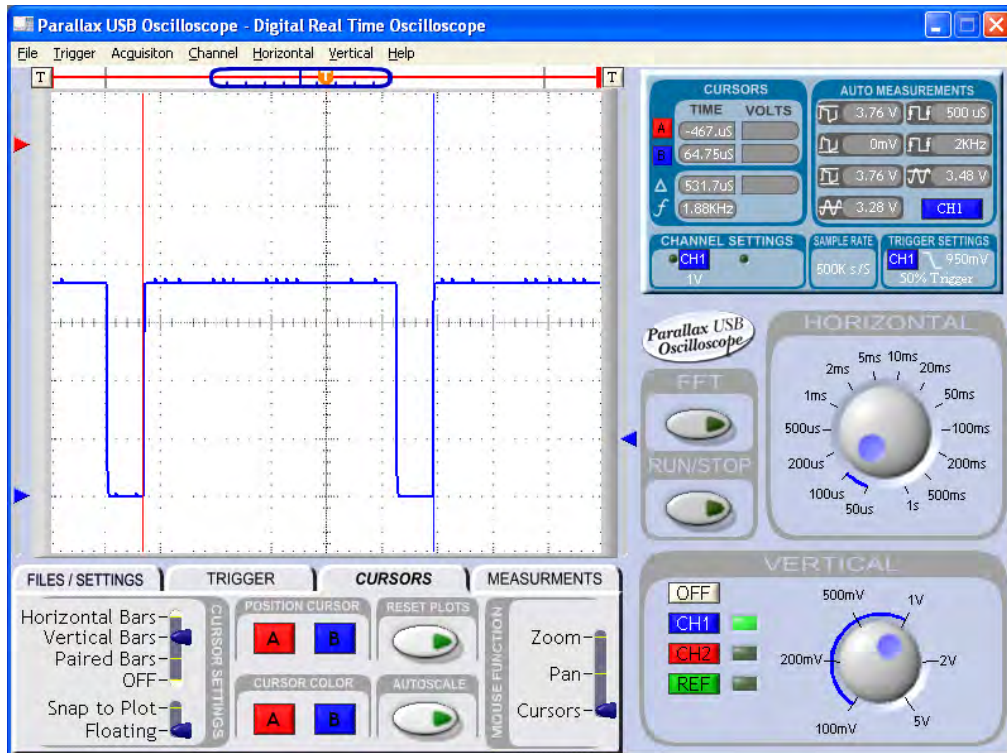 Parallax USB Oscilloscope - Digital Real Time Oscilloscope
File Trigger Acquisiton Channel Horizontal Vertical Help
T T T
CURSORS
TIME VOLTS
A -467.uS
B 64.75uS
Δ 531.7uS
f 1.88KHz
AUTO MEASUREMENTS
3.76 V 500 uS
0mV 2KHz
3.76 V 3.48 V
3.28 V CH1
CHANNEL SETTINGS
CH1
1V
SAMPLE RATE
500K s/S
TRIGGER SETTINGS
CH1 950mV
50% Trigger
Parallax USB
Oscilloscope
FFT
RUN/STOP
HORIZONTAL
50us
100us
200us
500us
1ms
2ms
5ms
10ms
20ms
50ms
100ms
200ms
500ms
1s
FILES / SETTINGS TRIGGER CURSORS MEASURMENTS
Horizontal Bars
Vertical Bars
Paired Bars
OFF
Snap to Plot
Floating
CURSOR SETTINGS
POSITION CURSOR
A B
CURSOR COLOR
A B
RESET PLOTS
AUTOSCALE
MOUSE FUNCTION
Zoom
Pan
Cursors
VERTICAL
OFF
CH1
CH2
REF
100mV
200mV
500mV
1V
2V
5V